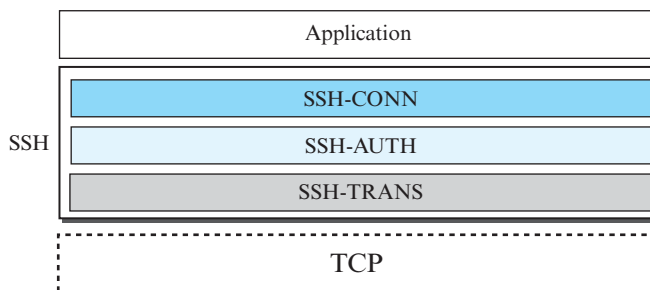 Application
SSH-CONN
SSH
SSH-AUTH
SSH-TRANS
TCP